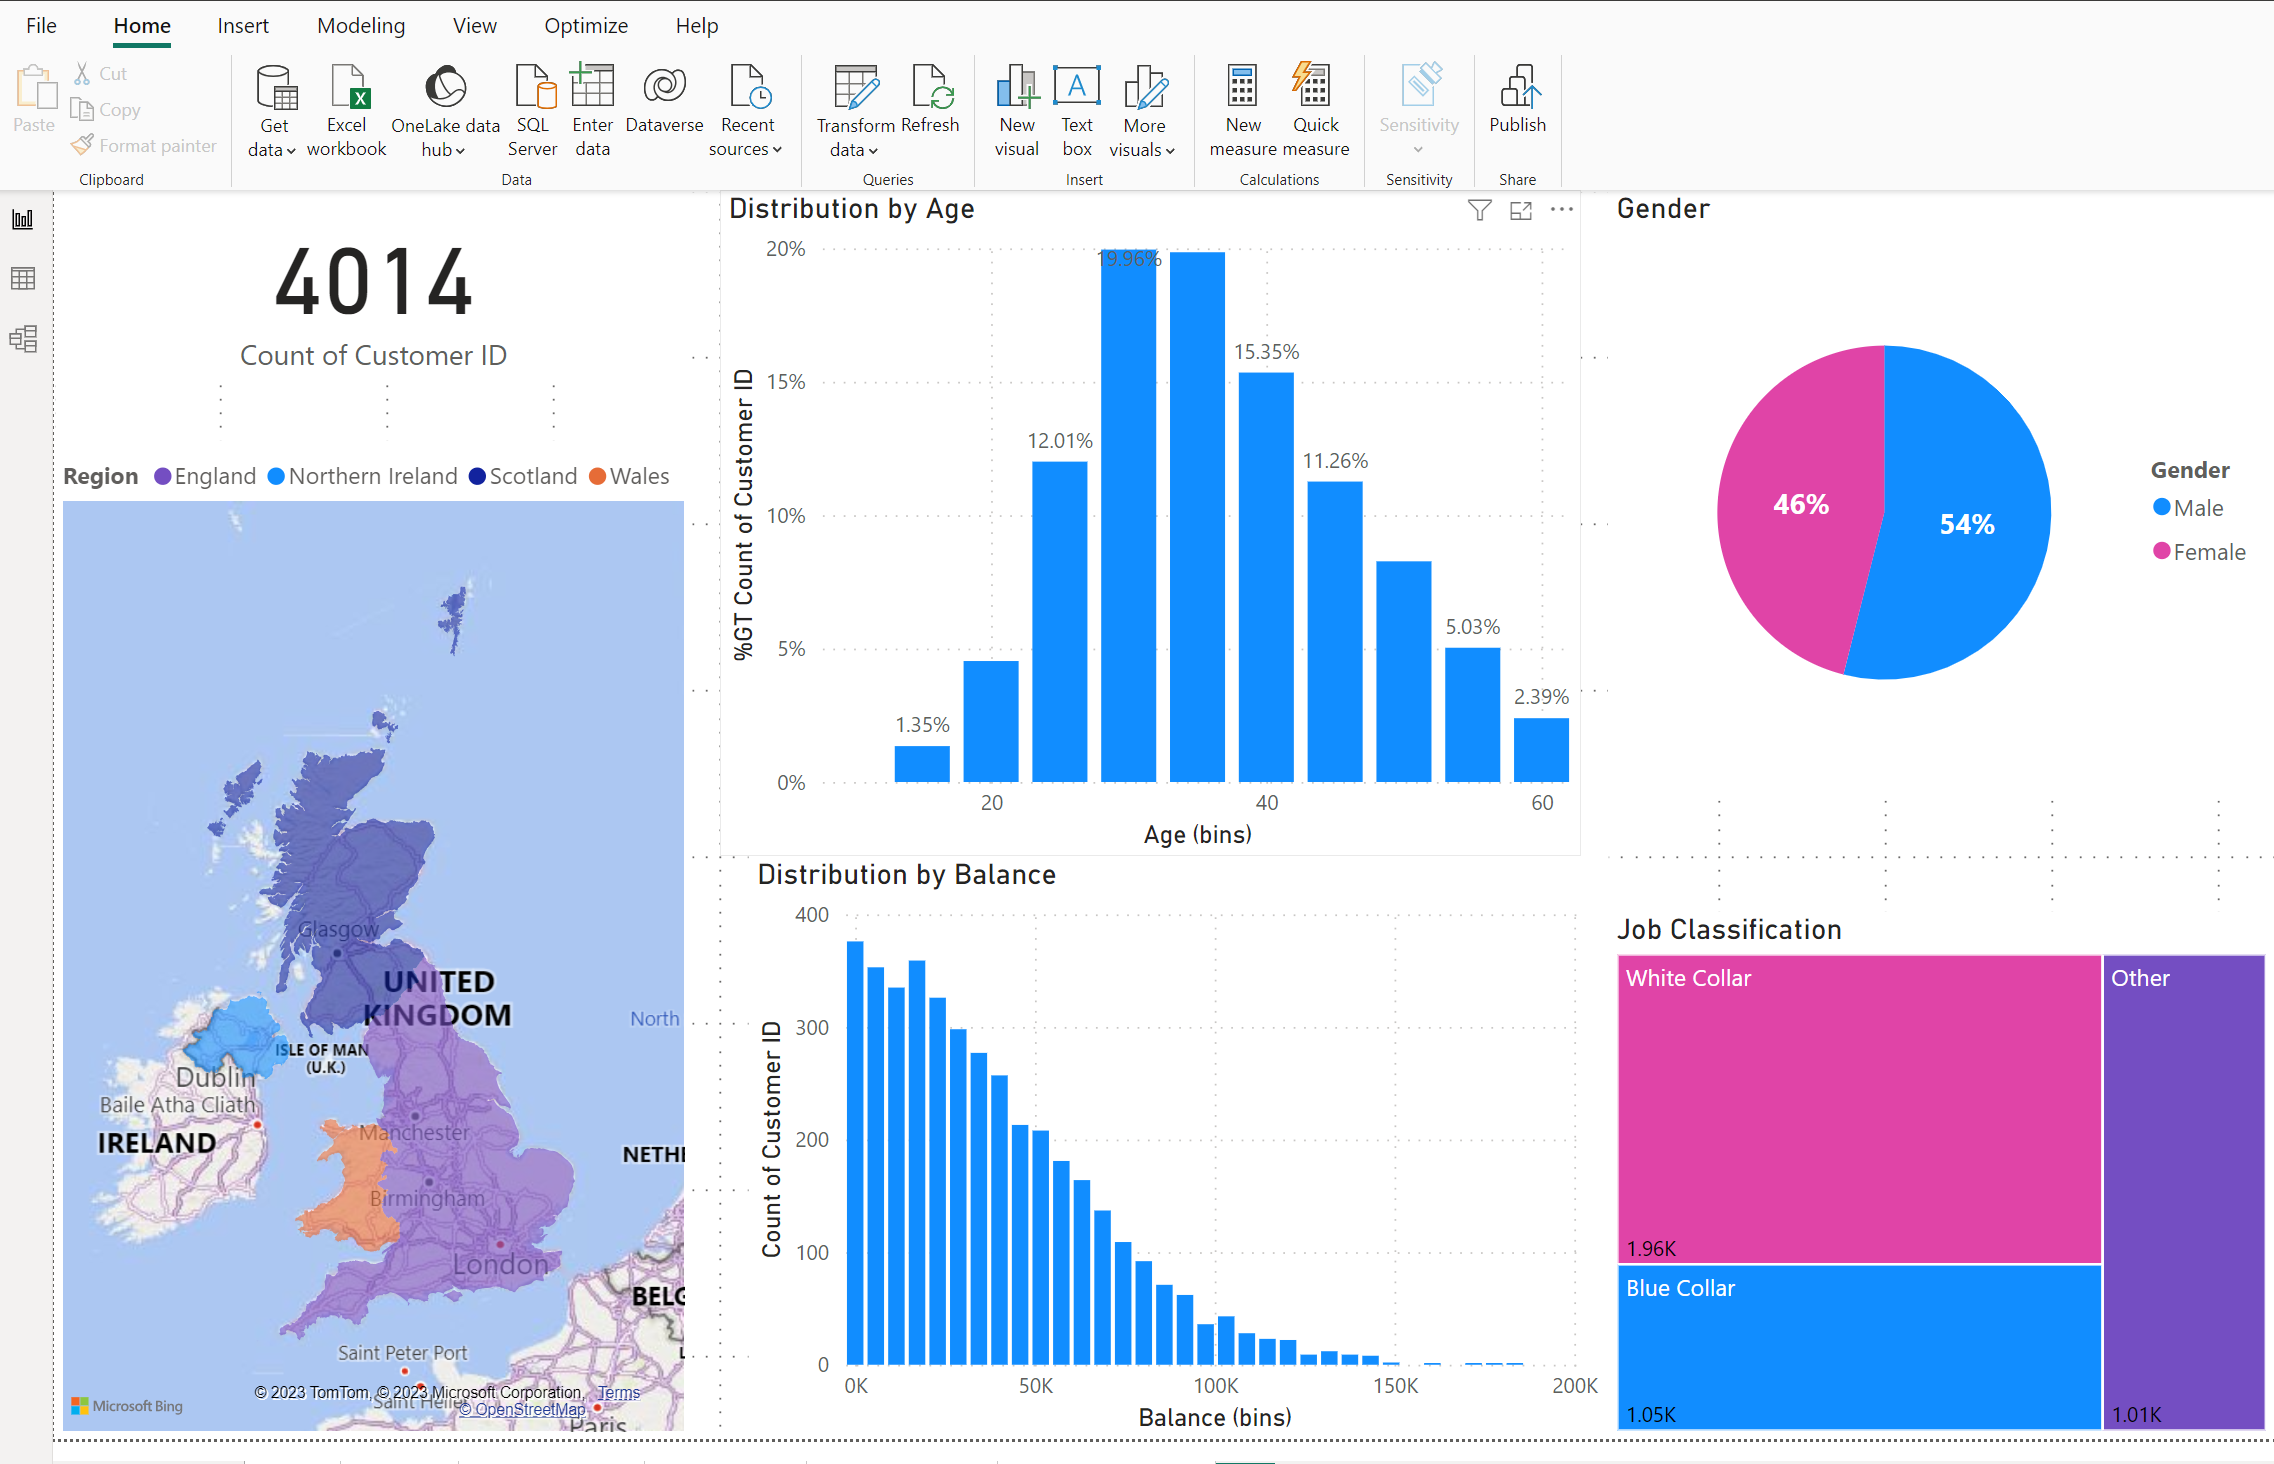 File Home Insert Modeling View Optimize Help
Paste
Cut
Copy
Format painter
Clipboard
Get data
Excel workbook
OneLake data hub
SQL Server
Enter data
Dataverse
Recent sources
Data
Transform data
Refresh
Queries
New visual
Text box
More visuals
Insert
New measure
Quick measure
Calculations
Sensitivity
Sensitivity
Publish
Share
4014
Count of Customer ID
Region England Northern Ireland Scotland Wales
Glasgow
UNITED
KINGDOM
North
ISLE OF MAN
(U.K.)
Dublin
Baile Atha Cliath
IRELAND
Manchester
NETHE
Birmingham
London
BELG
Saint Peter Port
© 2023 TomTom, © 2023 Microsoft Corporation, Terms
Saint Helier
© OpenStreetMap
Microsoft Bing
Paris
Distribution by Age
%GT Count of Customer ID
20%
15%
10%
5%
0%
1.35%
12.01%
19.96%
15.35%
11.26%
5.03%
2.39%
20 40 60
Age (bins)
Distribution by Balance
Count of Customer ID
400
300
200
100
0
0K 50K 100K 150K 200K
Balance (bins)
Gender
46%
54%
Gender
Male
Female
Job Classification
White Collar
1.96K
Blue Collar
1.05K
Other
1.01K